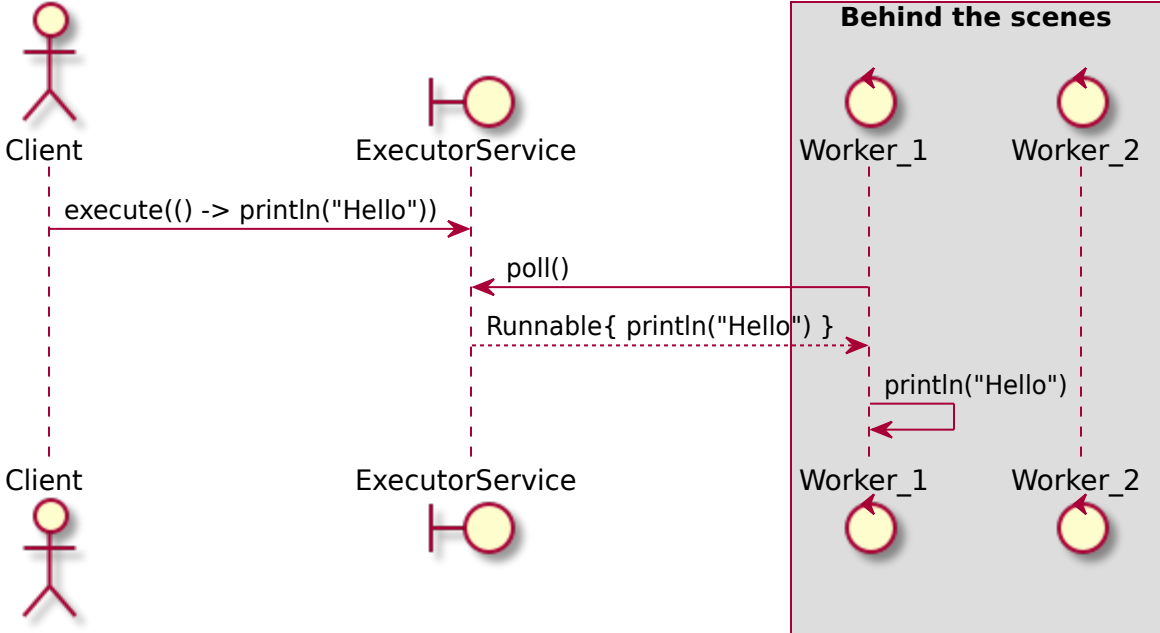 Behind the scenes
Client
ExecutorService
Worker_1
Worker_2
execute(() -> println("Hello"))
poll()
Runnable{ println("Hello") }
println("Hello")
Client
ExecutorService
Worker_1
Worker_2